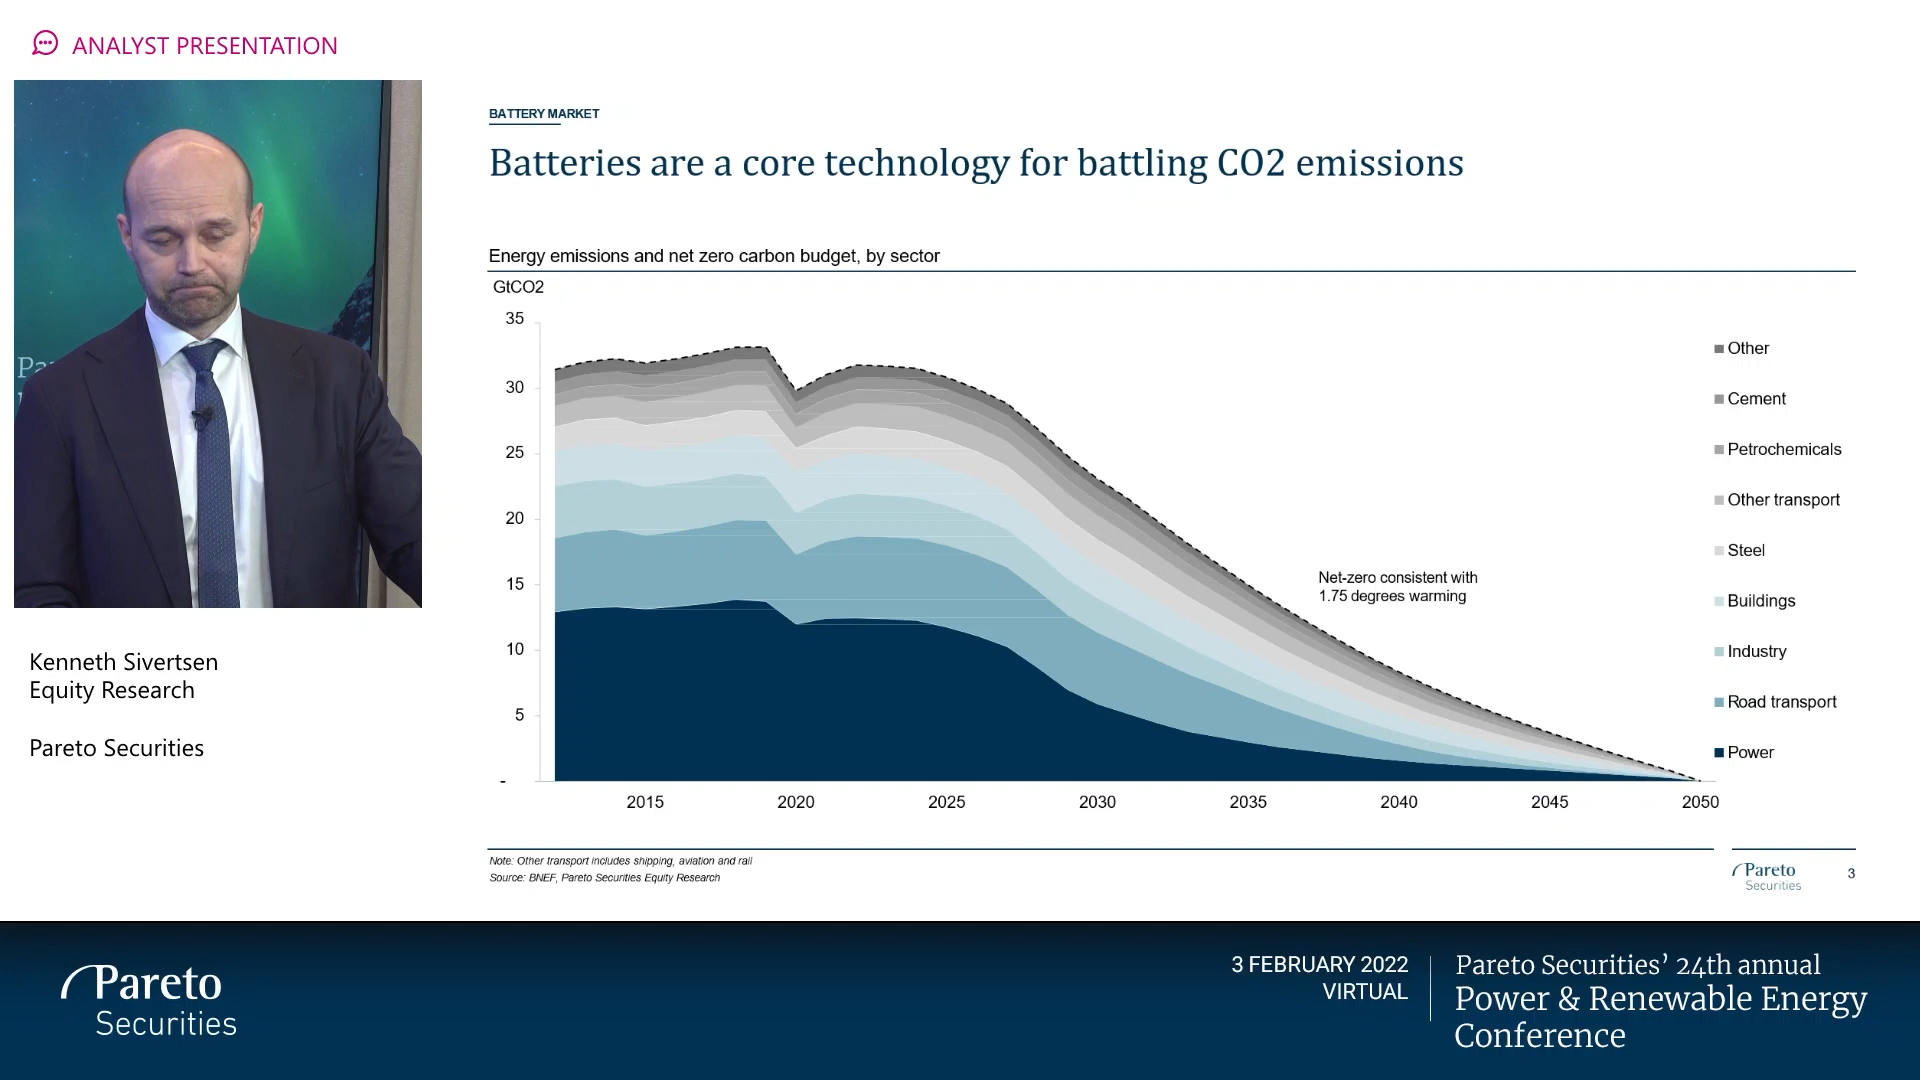 ANALYST PRESENTATION
Kenneth Sivertsen
Equity Research
Pareto Securities
BATTERY MARKET
Batteries are a core technology for battling CO2 emissions
Energy emissions and net zero carbon budget, by sector
GtCO2
35
30
25
20
15
10
5
-
2015 2020 2025 2030 2035 2040 2045 2050
Net-zero consistent with
1.75 degrees warming
Other
Cement
Petrochemicals
Other transport
Steel
Buildings
Industry
Road transport
Power
Note: Other transport includes shipping, aviation and rail
Source: BNEF, Pareto Securities Equity Research
Pareto
Securities
3
Pareto
Securities
3 FEBRUARY 2022
VIRTUAL
Pareto Securities’ 24th annual
Power & Renewable Energy
Conference